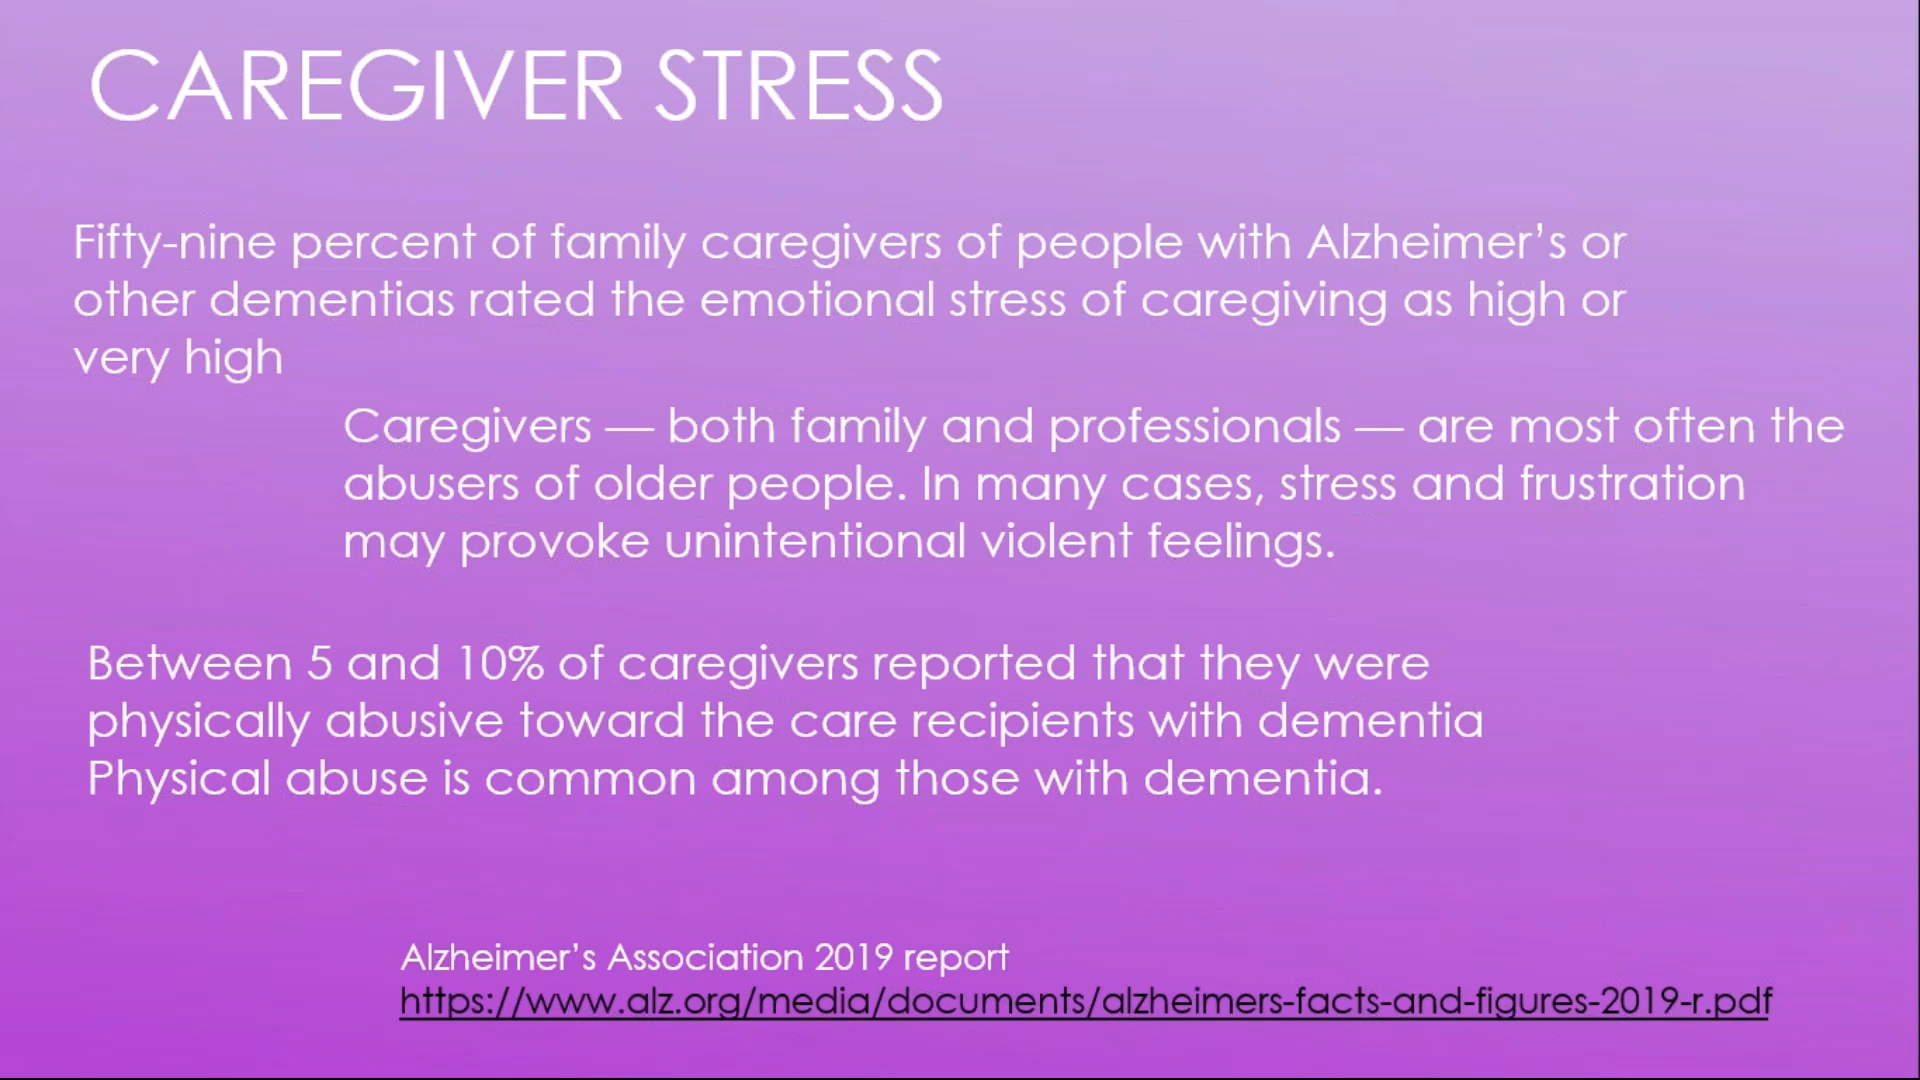 CAREGIVER STRESS
Fifty-nine percent of family caregivers of people with Alzheimer’s or
other dementias rated the emotional stress of caregiving as high or
very high
Caregivers — both family and professionals — are most often the
abusers of older people. In many cases, stress and frustration
may provoke unintentional violent feelings.
Between 5 and 10% of caregivers reported that they were
physically abusive toward the care recipients with dementia
Physical abuse is common among those with dementia.
Alzheimer’s Association 2019 report
https://www.alz.org/media/documents/alzheimers-facts-and-figures-2019-r.pdf